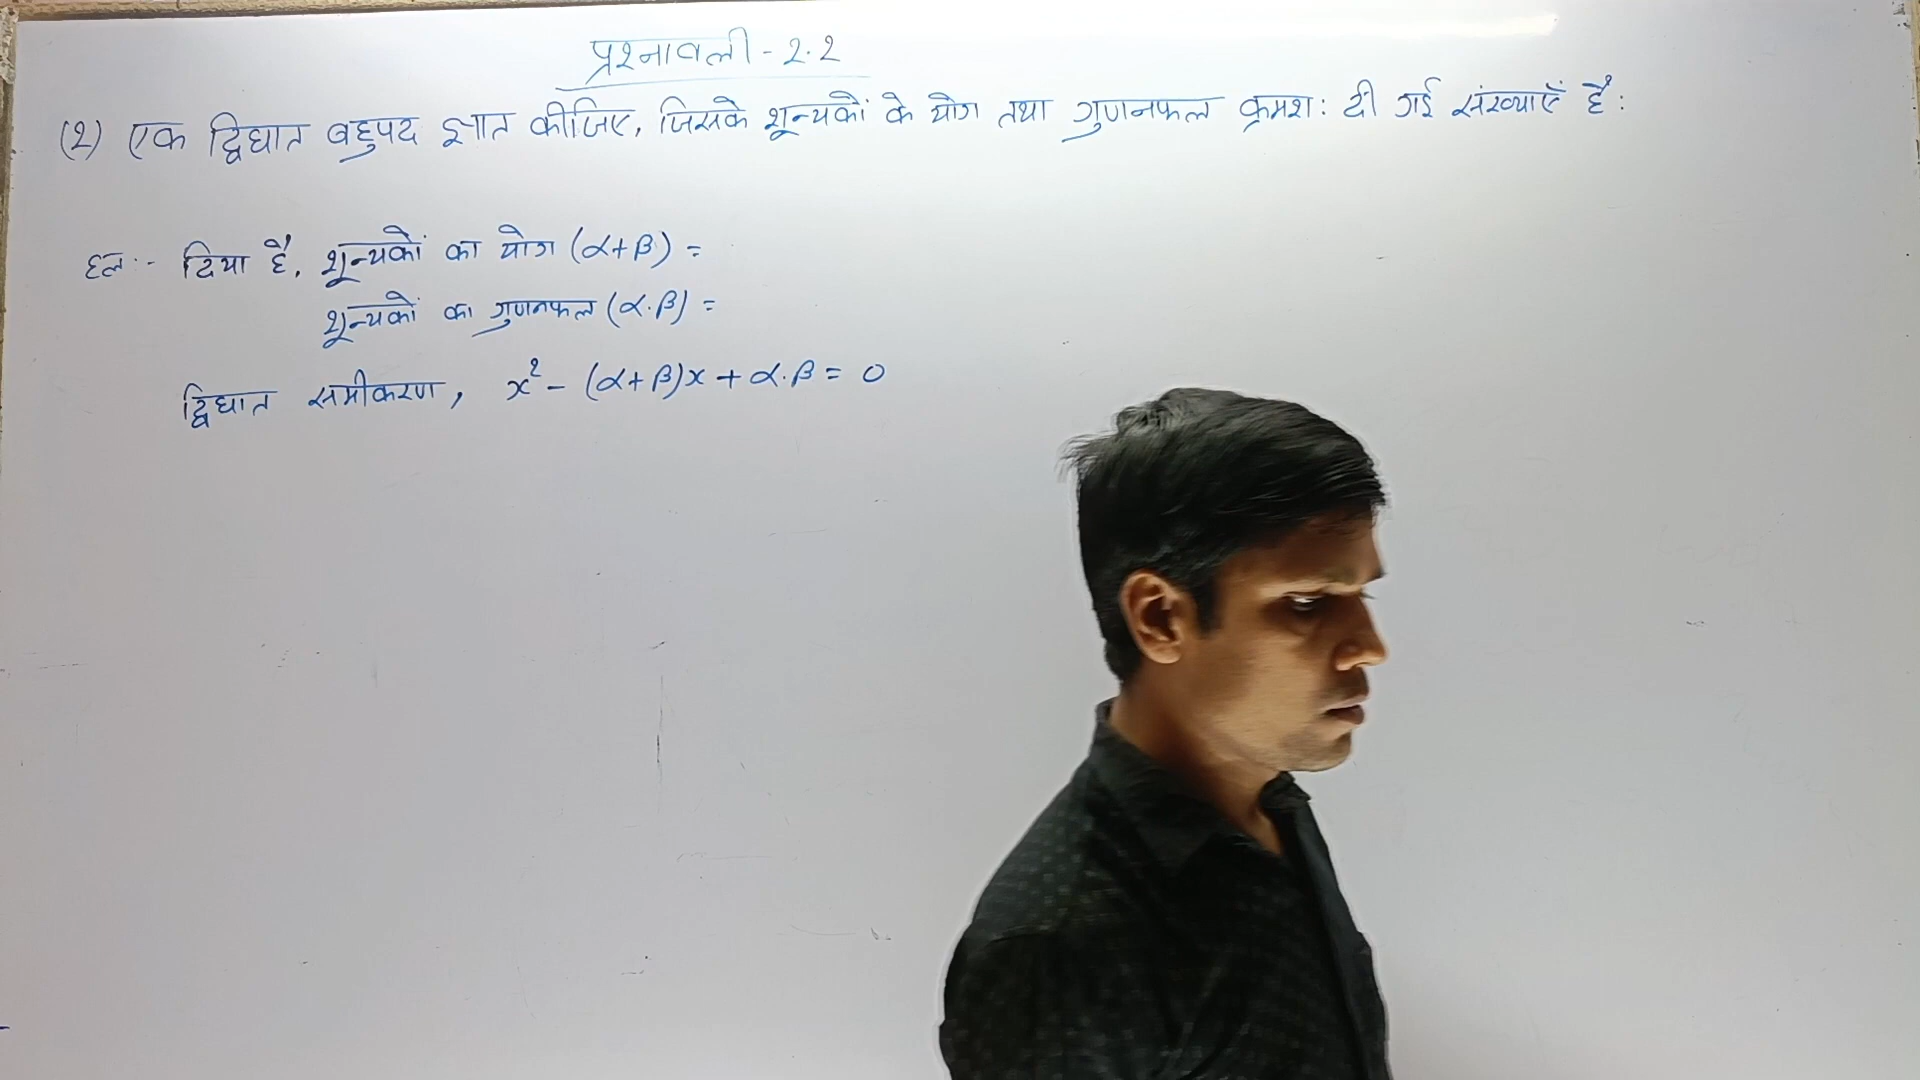 प्रश्नावली - 2.2
(2) एक द्विघात बहुपद ज्ञात कीजिए, जिसके शून्यकों के योग तथा गुणनफल क्रमश: दी गई संख्याएँ हैं :
हल :- दिया है, शून्यकों का योग (α+β) =
शून्यकों का गुणनफल (α.β) =
द्विघात समीकरण, x² - (α+β)x + α.β = 0